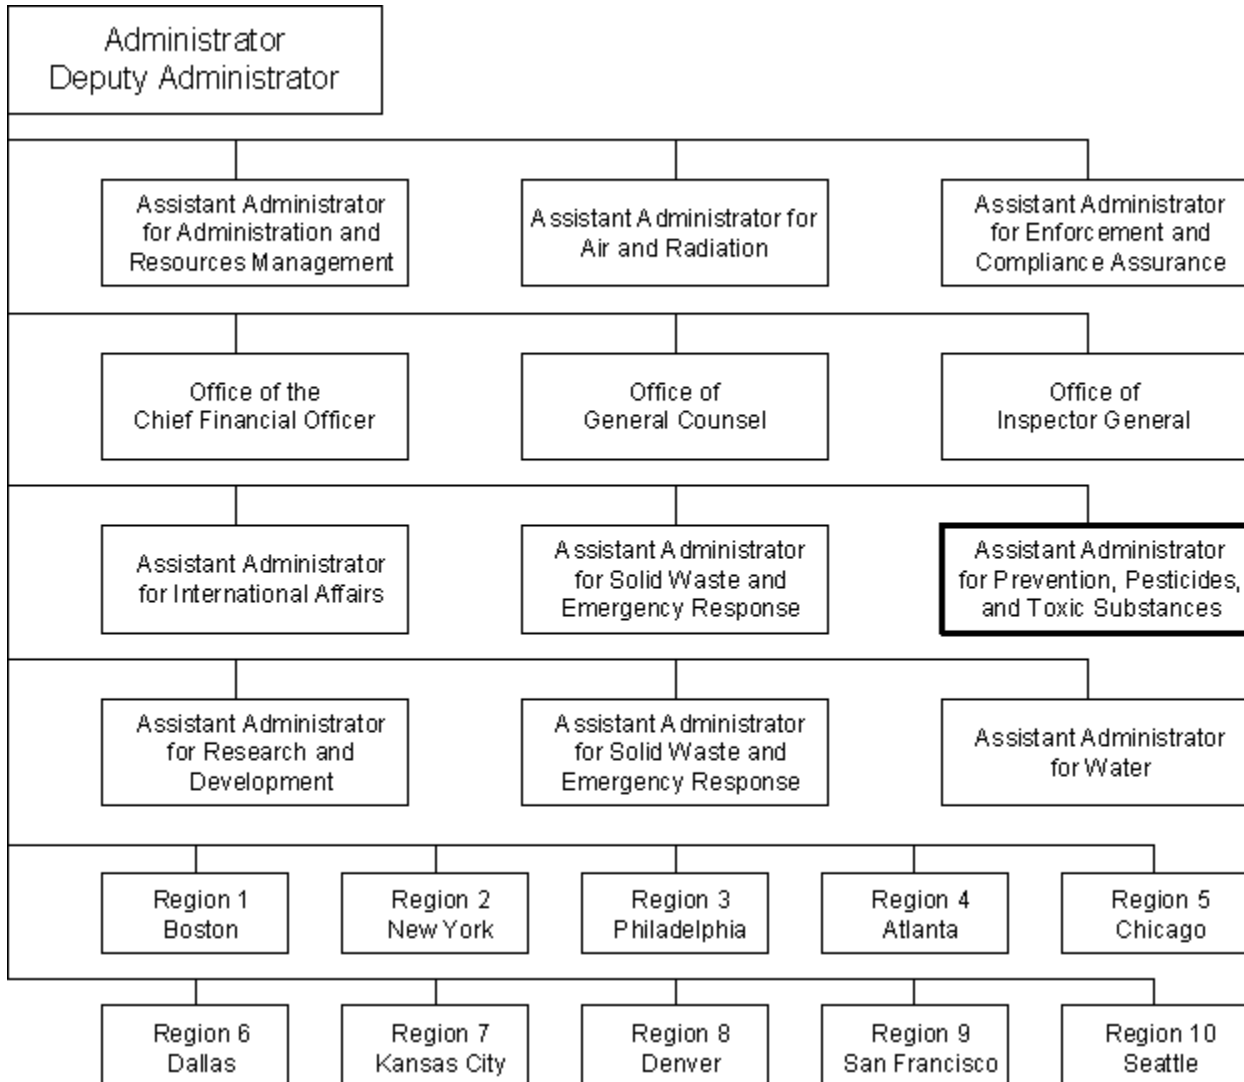 Administrator
Deputy Administrator
Assistant Administrator
for Administration and
Resources Management
Assistant Administrator for
Air and Radiation
Assistant Administrator
for Enforcement and
Compliance Assurance
Office of the
Chief Financial Officer
Office of
General Counsel
Office of
Inspector General
Assistant Administrator
for International Affairs
Assistant Administrator
for Solid Waste and
Emergency Response
Assistant Administrator
for Prevention, Pesticides,
and Toxic Substances
Assistant Administrator
for Research and
Development
Assistant Administrator
for Solid Waste and
Emergency Response
Assistant Administrator
for Water
Region 1
Boston
Region 2
New York
Region 3
Philadelphia
Region 4
Atlanta
Region 5
Chicago
Region 6
Dallas
Region 7
Kansas City
Region 8
Denver
Region 9
San Francisco
Region 10
Seattle